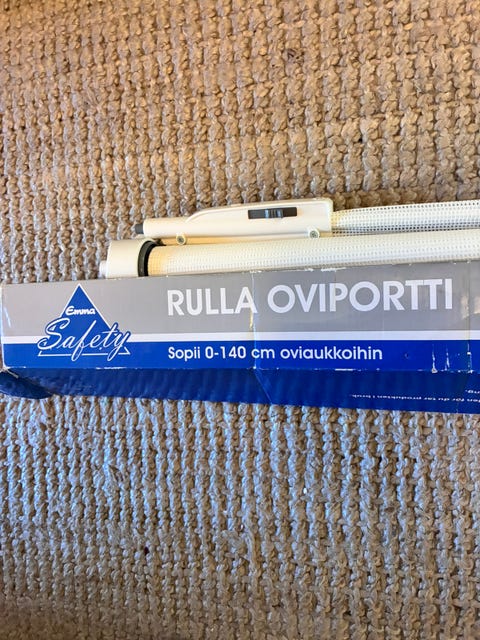 RULLA OVIPORTTI
Emma
Safety
Sopii 0-140 cm oviaukkoihin